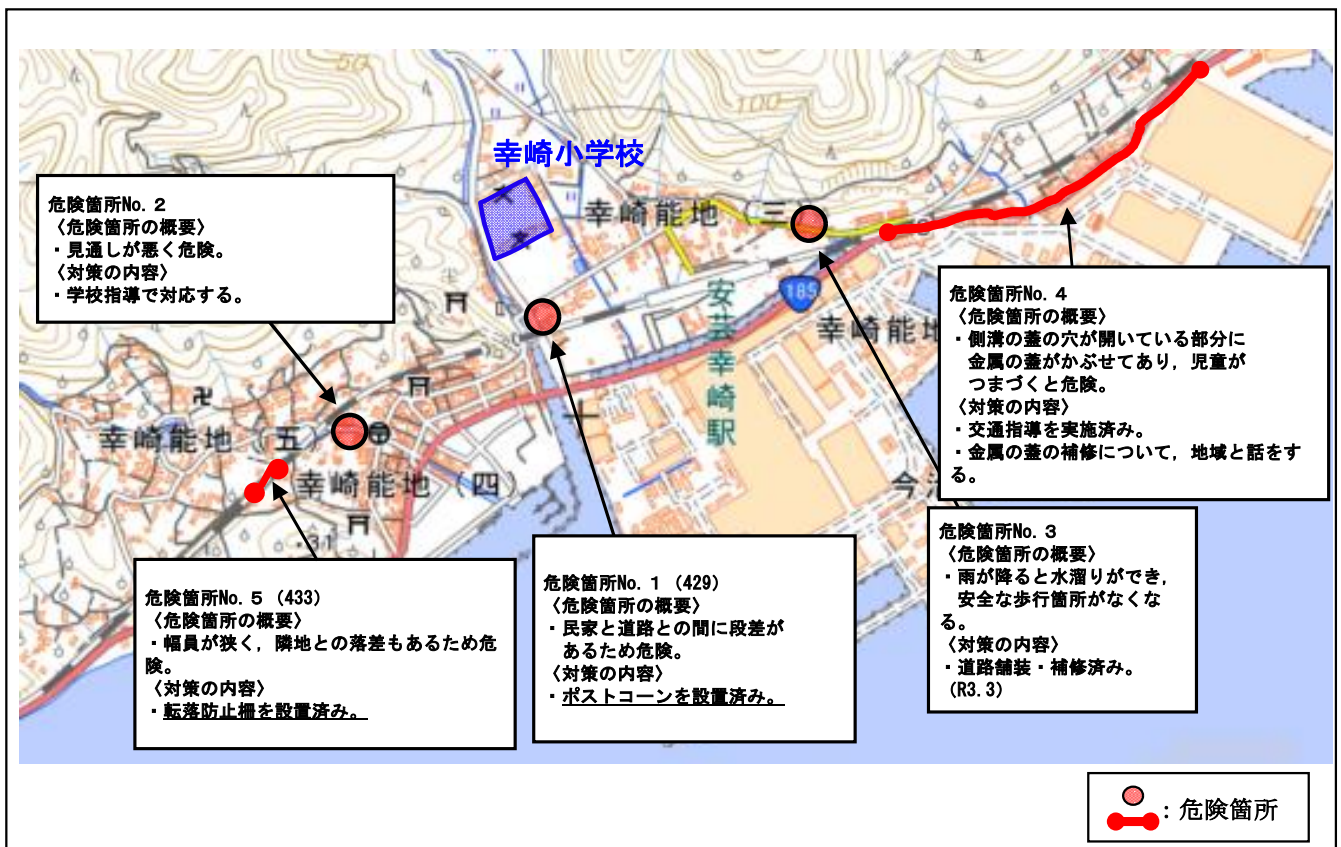 幸崎小学校
危険箇所No. 2
〈危険箇所の概要〉
・見通しが悪く危険。
〈対策の内容〉
・学校指導で対応する。
幸崎能地（三）
185
安芸幸崎駅
幸崎能地
危険箇所No. 4
〈危険箇所の概要〉
・側溝の蓋の穴が開いている部分に
金属の蓋がかぶせてあり，児童が
つまづくと危険。
〈対策の内容〉
・交通指導を実施済み。
・金属の蓋の補修について，地域と話をす
る。
幸崎能地（五）
幸崎能地（四）
・31
100
危険箇所No. 5（433）
〈危険箇所の概要〉
・幅員が狭く，隣地との落差もあるため危
険。
〈対策の内容〉
・転落防止柵を設置済み。
危険箇所No. 1（429）
〈危険箇所の概要〉
・民家と道路との間に段差が
あるため危険。
〈対策の内容〉
・ポストコーンを設置済み。
危険箇所No. 3
〈危険箇所の概要〉
・雨が降ると水溜りができ，
安全な歩行箇所がなくな
る。
〈対策の内容〉
・道路舗装・補修済み。
(R3.3)
：危険箇所